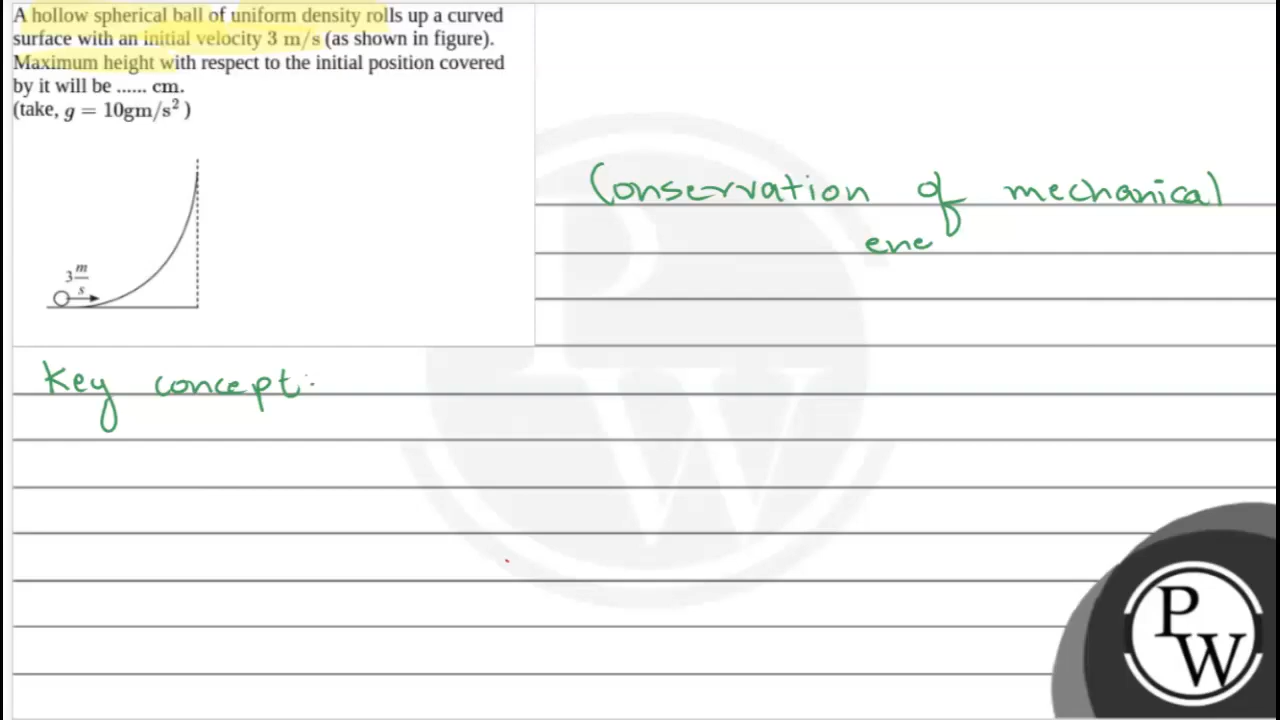 A hollow spherical ball of uniform density rolls up a curved
surface with an initial velocity 3 m/s (as shown in figure).
Maximum height with respect to the initial position covered
by it will be ...... cm.
(take, g = 10gm/s² )
3 m/s
Conservation of mechanical
ene
Key concept:
PW
PW